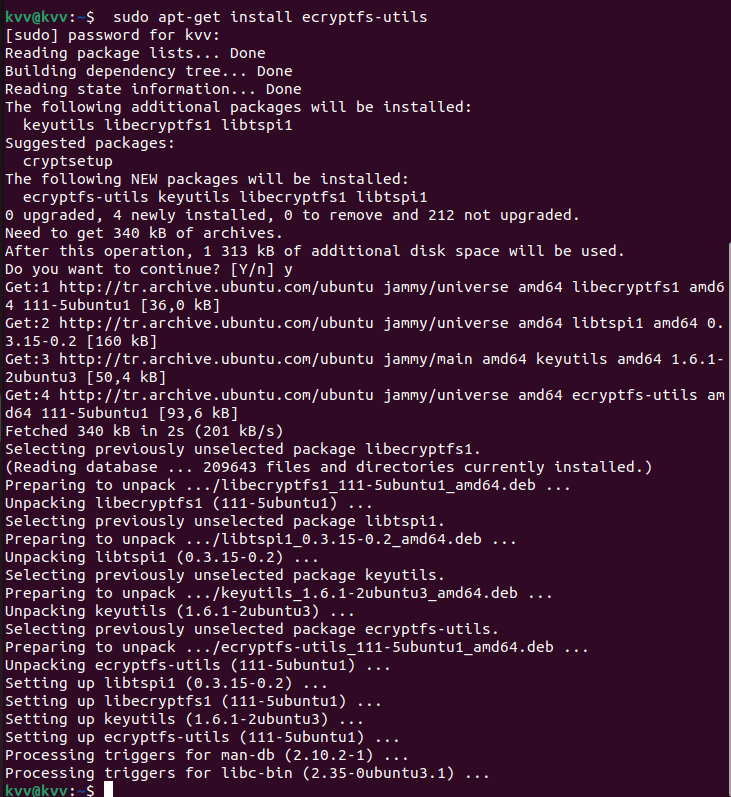 kvv@kvv:~$  sudo apt-get install ecryptfs-utils
[sudo] password for kvv:
Reading package lists... Done
Building dependency tree... Done
Reading state information... Done
The following additional packages will be installed:
  keyutils libecryptfs1 libtspi1
Suggested packages:
  cryptsetup
The following NEW packages will be installed:
  ecryptfs-utils keyutils libecryptfs1 libtspi1
0 upgraded, 4 newly installed, 0 to remove and 212 not upgraded.
Need to get 340 kB of archives.
After this operation, 1 313 kB of additional disk space will be used.
Do you want to continue? [Y/n] y
Get:1 http://tr.archive.ubuntu.com/ubuntu jammy/universe amd64 libecryptfs1 amd6
4 111-5ubuntu1 [36,0 kB]
Get:2 http://tr.archive.ubuntu.com/ubuntu jammy/universe amd64 libtspi1 amd64 0.
3.15-0.2 [160 kB]
Get:3 http://tr.archive.ubuntu.com/ubuntu jammy/main amd64 keyutils amd64 1.6.1-
2ubuntu3 [50,4 kB]
Get:4 http://tr.archive.ubuntu.com/ubuntu jammy/universe amd64 ecryptfs-utils am
d64 111-5ubuntu1 [93,6 kB]
Fetched 340 kB in 2s (201 kB/s)
Selecting previously unselected package libecryptfs1.
(Reading database ... 209643 files and directories currently installed.)
Preparing to unpack .../libecryptfs1_111-5ubuntu1_amd64.deb ...
Unpacking libecryptfs1 (111-5ubuntu1) ...
Selecting previously unselected package libtspi1.
Preparing to unpack .../libtspi1_0.3.15-0.2_amd64.deb ...
Unpacking libtspi1 (0.3.15-0.2) ...
Selecting previously unselected package keyutils.
Preparing to unpack .../keyutils_1.6.1-2ubuntu3_amd64.deb ...
Unpacking keyutils (1.6.1-2ubuntu3) ...
Selecting previously unselected package ecryptfs-utils.
Preparing to unpack .../ecryptfs-utils_111-5ubuntu1_amd64.deb ...
Unpacking ecryptfs-utils (111-5ubuntu1) ...
Setting up libtspi1 (0.3.15-0.2) ...
Setting up libecryptfs1 (111-5ubuntu1) ...
Setting up keyutils (1.6.1-2ubuntu3) ...
Setting up ecryptfs-utils (111-5ubuntu1) ...
Processing triggers for man-db (2.10.2-1) ...
Processing triggers for libc-bin (2.35-0ubuntu3.1) ...
kvv@kvv:~$